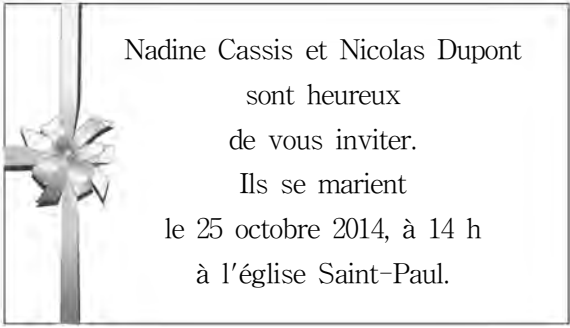 Nadine Cassis et Nicolas Dupont
sont heureux
de vous inviter.
Ils se marient
le 25 octobre 2014, à 14 h
à l'église Saint-Paul.